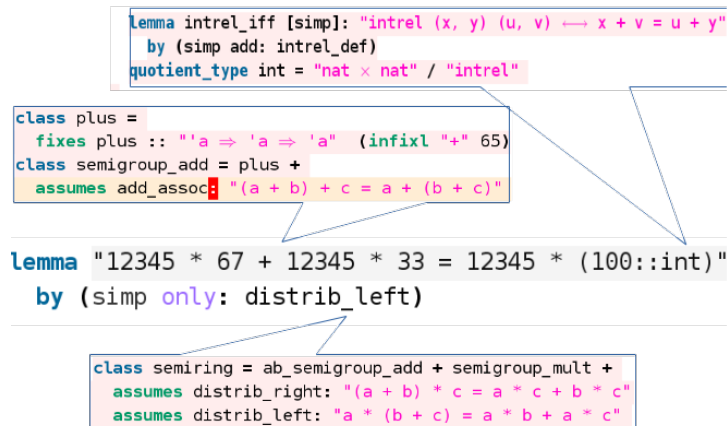 lemma intrel_iff [simp]: "intrel (x, y) (u, v) ⟷ x + v = u + y"
by (simp add: intrel_def)
quotient_type int = "nat × nat" / "intrel"
class plus =
fixes plus :: "'a ⇒ 'a ⇒ 'a" (infixl "+" 65)
class semigroup_add = plus +
assumes add_assoc: "(a + b) + c = a + (b + c)"
lemma "12345 * 67 + 12345 * 33 = 12345 * (100::int)"
by (simp only: distrib_left)
class semiring = ab_semigroup_add + semigroup_mult +
assumes distrib_right: "(a + b) * c = a * c + b * c"
assumes distrib_left: "a * (b + c) = a * b + a * c"